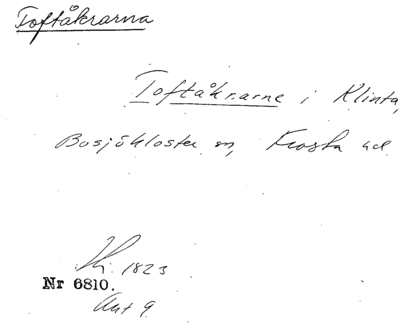 Toftåkrarna
Toftåkrarne i Klinta,
Bosjökloster sn, Frosta hd
1823
Nr 6810.
Akt 9.